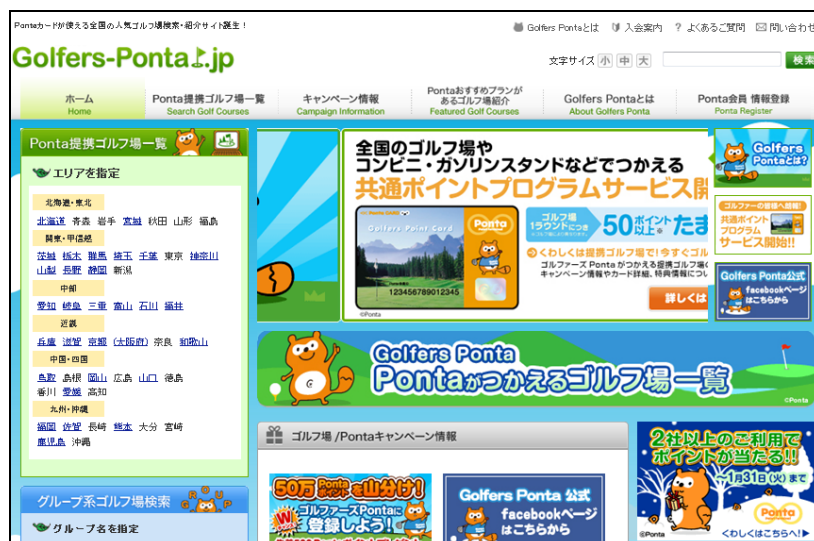 Pontaカードが使える全国の人気ゴルフ場検索・紹介サイト誕生！
Golfers Pontaとは
入会案内
? よくあるご質問
問い合わせ
Golfers-Ponta.jp
文字サイズ 小 中 大
検索
ホーム
Home
Ponta提携ゴルフ場一覧
Search Golf Courses
キャンペーン情報
Campaign Information
Pontaおすすめプランが
あるゴルフ場紹介
Featured Golf Courses
Golfers Pontaとは
About Golfers Ponta
Ponta会員 情報登録
Ponta Register
Ponta提携ゴルフ場一覧
エリアを指定
北海道・東北
北海道 青森 岩手 宮城 秋田 山形 福島
関東・甲信越
茨城 栃木 群馬 埼玉 千葉 東京 神奈川
山梨 長野 静岡 新潟
中部
愛知 岐阜 三重 富山 石川 福井
近畿
兵庫 滋賀 京都 (大阪府) 奈良 和歌山
中国・四国
鳥取 島根 岡山 広島 山口 徳島
香川 愛媛 高知
九州・沖縄
福岡 佐賀 長崎 熊本 大分 宮崎
鹿児島 沖縄
グループ系ゴルフ場検索
GROUP
グループ名を指定
全国のゴルフ場や
コンビニ・ガソリンスタンドなどでつかえる
共通ポイントプログラムサービス開
Golfers Point Card
Ponta
123456789012345
©Ponta
ゴルフ場
1ラウンドにつき
50ポイント以上 たま
くわしくは提携ゴルフ場で！今すぐゴル
ゴルファーズ Ponta がつかえる提携ゴルフ場
キャンペーン情報やカード詳細、特典情報につい
詳しくは
Golfers
Pontaとは?
ゴルファーの皆様へ朗報!
共通ポイント
プログラム
サービス開始!!
Golfers Ponta公式
facebookページ
はこちらから
Golfers Ponta
Pontaがつかえるゴルフ場一覧
©Ponta
ゴルフ場/Pontaキャンペーン情報
50万Pontaポイントを山分け!
W
ゴルファーズPontaに
登録しよう!
Golfers Ponta 公式
facebookページ
はこちらから
2社以上のご利用で
ポイントが当たる!!
～1月31日(火)まで
Ponta
©Ponta
くわしくはこちらへ!▶